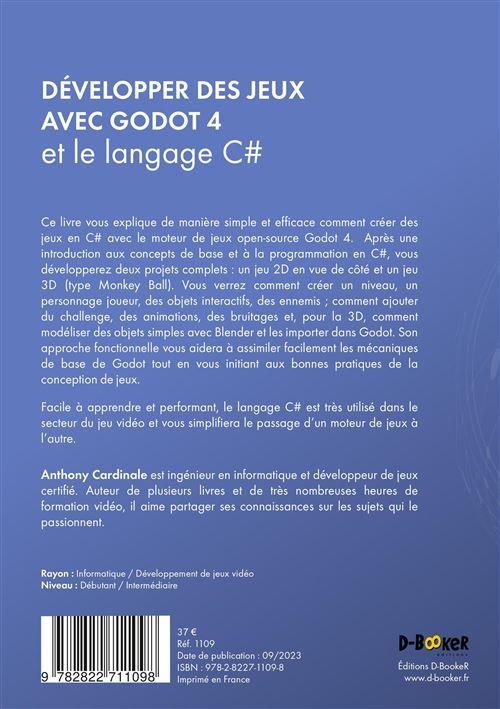 DÉVELOPPER DES JEUX
AVEC GODOT 4
et le langage C#
Ce livre vous explique de manière simple et efficace comment créer des
jeux en C# avec le moteur de jeux open-source Godot 4. Après une
introduction aux concepts de base et à la programmation en C#, vous
développerez deux projets complets : un jeu 2D en vue de côté et un jeu
3D (type Monkey Ball). Vous verrez comment créer un niveau, un
personnage joueur, des objets interactifs, des ennemis ; comment ajouter
du challenge, des animations, des bruitages et, pour la 3D, comment
modéliser des objets simples avec Blender et les importer dans Godot. Son
approche fonctionnelle vous aidera à assimiler facilement les mécaniques
de base de Godot tout en vous initiant aux bonnes pratiques de la
conception de jeux.
Facile à apprendre et performant, le langage C# est très utilisé dans le
secteur du jeu vidéo et vous simplifiera le passage d'un moteur de jeux à
l'autre.
Anthony Cardinale est ingénieur en informatique et développeur de jeux
certifié. Auteur de plusieurs livres et de très nombreuses heures de
formation vidéo, il aime partager ses connaissances sur les sujets qui le
passionnent.
Rayon : Informatique / Développement de jeux vidéo
Niveau : Débutant / Intermédiaire
37 €
Réf. 1109
Date de publication : 09/2023
ISBN : 978-2-8227-1109-8
Imprimé en France
9 782822 711098
D-BOOKER
éditions
Éditions D-BookeR
www.d-booker.fr